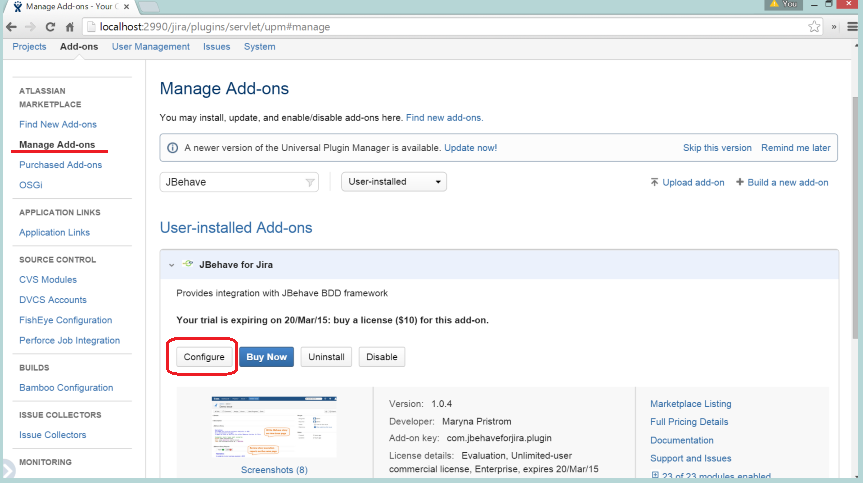 Manage Add-ons - Your C
You
localhost:2990/jira/plugins/servlet/upm#manage
Projects Add-ons User Management Issues System
ATLASSIAN
MARKETPLACE
Find New Add-ons
Manage Add-ons
Purchased Add-ons
OSGi
APPLICATION LINKS
Application Links
SOURCE CONTROL
CVS Modules
DVCS Accounts
FishEye Configuration
Perforce Job Integration
BUILDS
Bamboo Configuration
ISSUE COLLECTORS
Issue Collectors
MONITORING
Manage Add-ons
You may install, update, and enable/disable add-ons here. Find new add-ons.
A newer version of the Universal Plugin Manager is available. Update now! Skip this version Remind me later
JBehave User-installed Upload add-on Build a new add-on
User-installed Add-ons
JBehave for Jira
Provides integration with JBehave BDD framework
Your trial is expiring on 20/Mar/15: buy a license ($10) for this add-on.
Configure Buy Now Uninstall Disable
Screenshots (8)
Version: 1.0.4
Developer: Maryna Pristrom
Add-on key: com.jbehaveforjira.plugin
License details: Evaluation, Unlimited-user
commercial license, Enterprise, expires 20/Mar/15
Marketplace Listing
Full Pricing Details
Documentation
Support and Issues
23 of 23 modules enabled